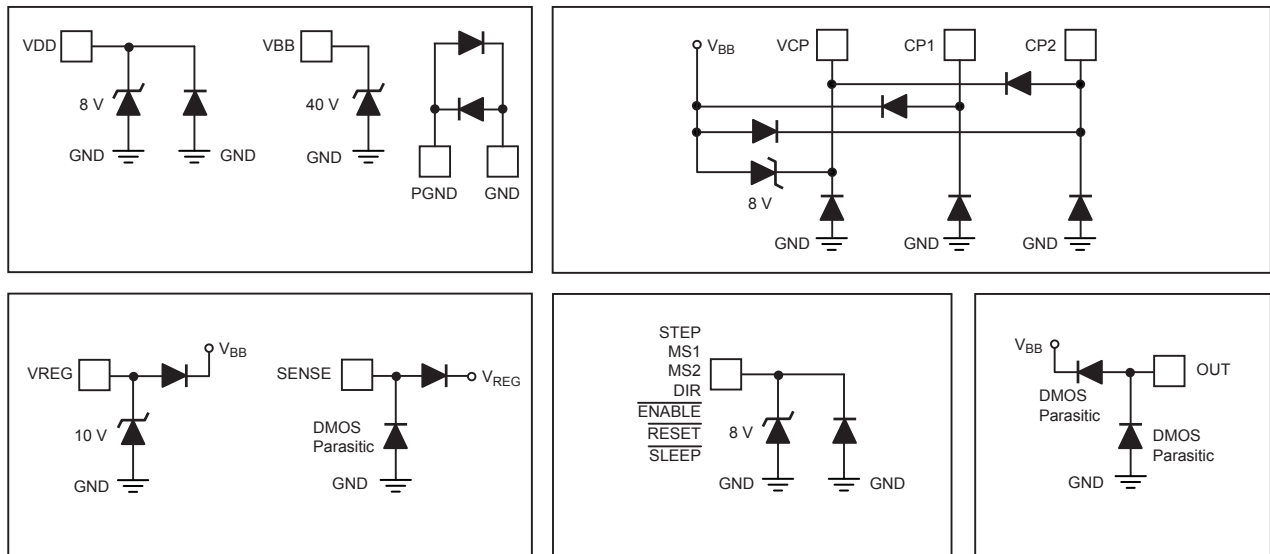 VDD
8 V
GND
GND
VBB
40 V
GND
PGND
GND
VBB
VCP
CP1
CP2
8 V
GND
GND
GND
VREG
VBB
10 V
GND
SENSE
VREG
DMOS
Parasitic
GND
STEP
MS1
MS2
DIR
ENABLE
RESET
SLEEP
8 V
GND
GND
VBB
OUT
DMOS
Parasitic
DMOS
Parasitic
GND